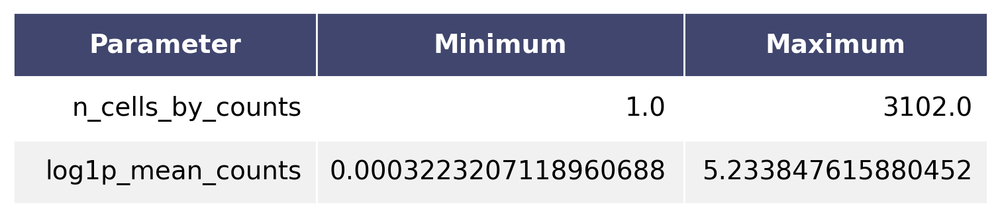 Parameter Minimum Maximum
n_cells_by_counts 1.0 3102.0
log1p_mean_counts 0.0003223207118960688 5.233847615880452